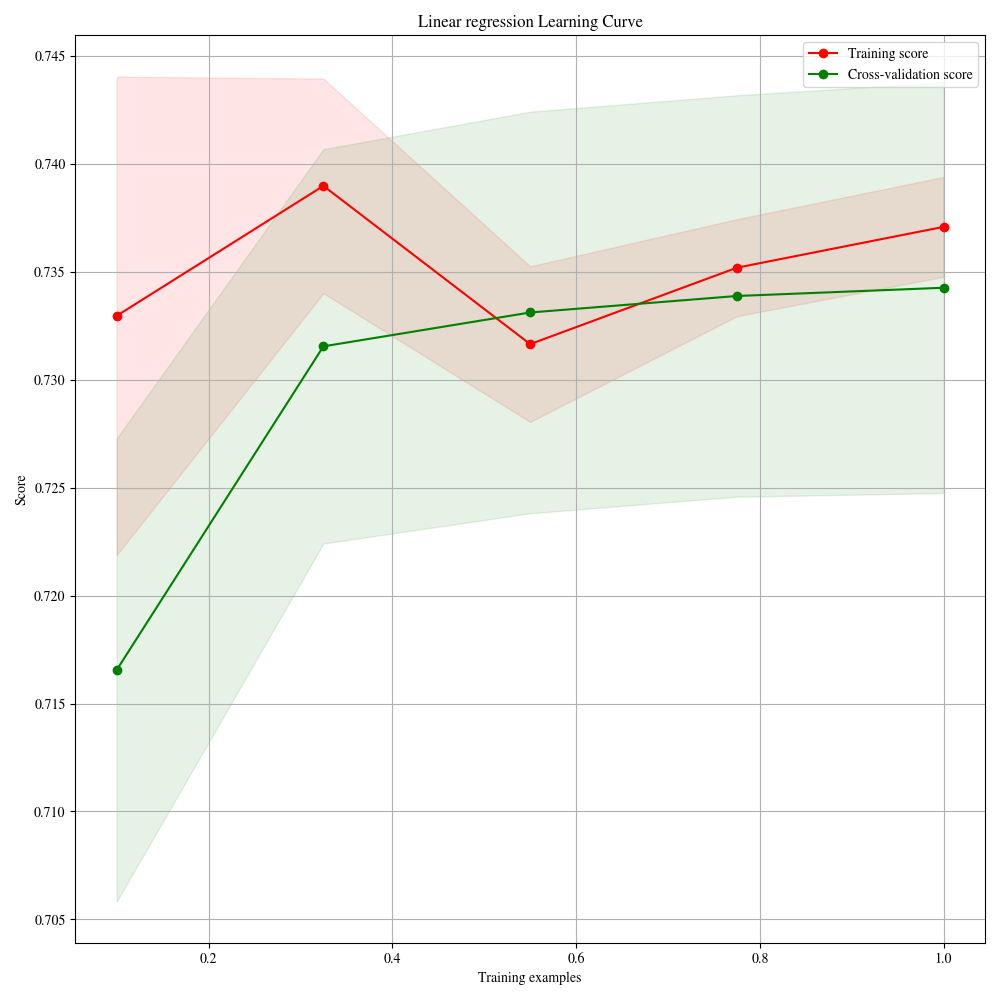 Linear regression Learning Curve
Training score
Cross-validation score
0.745
0.740
0.735
0.730
0.725
0.720
0.715
0.710
0.705
Score
0.2 0.4 0.6 0.8 1.0
Training examples